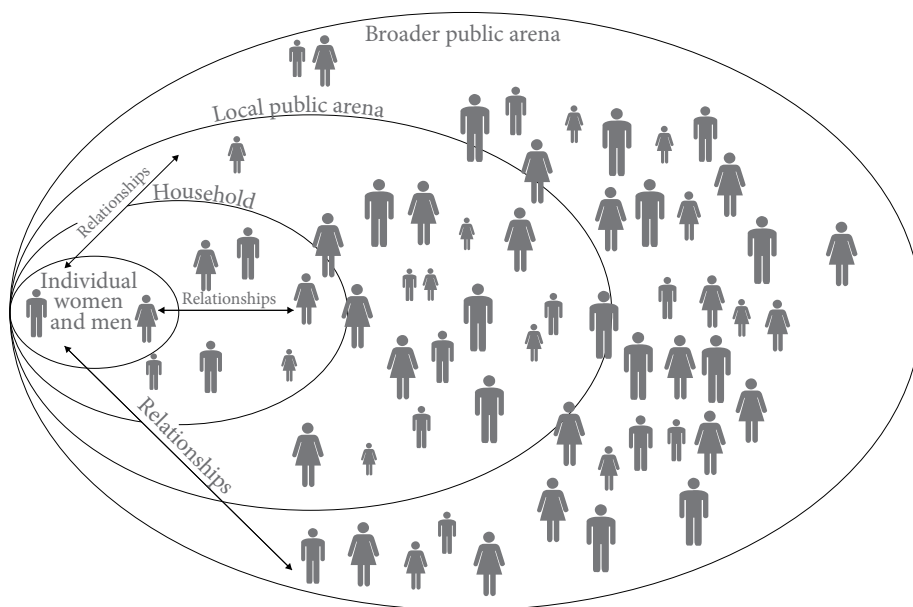 Broader public arena
Local public arena
Relationships
Household
Individual
women
and men
Relationships
Relationships